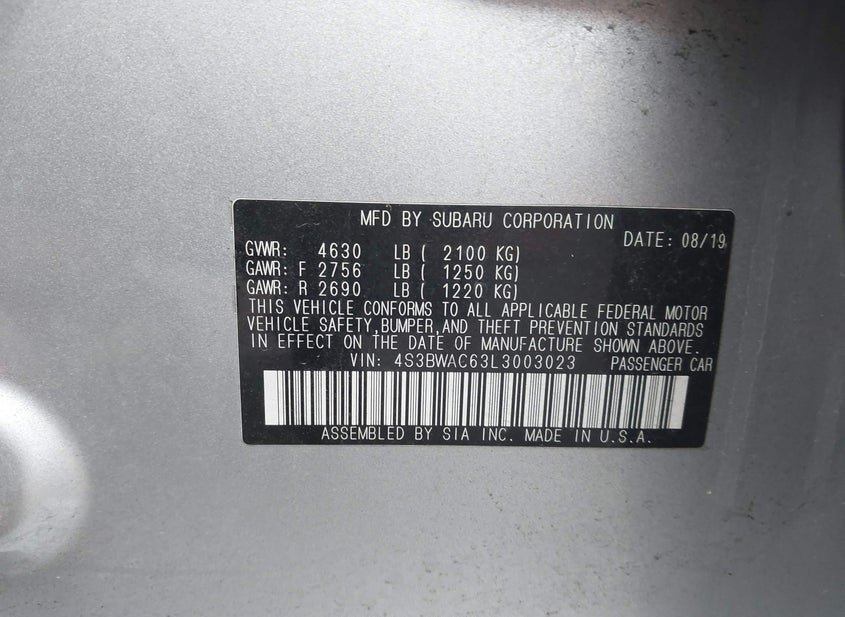 MFD BY SUBARU CORPORATION
DATE: 08/19
GVWR: 4630 LB ( 2100 KG)
GAWR: F 2756 LB ( 1250 KG)
GAWR: R 2690 LB ( 1220 KG)
THIS VEHICLE CONFORMS TO ALL APPLICABLE FEDERAL MOTOR
VEHICLE SAFETY,BUMPER,AND THEFT PREVENTION STANDARDS
IN EFFECT ON THE DATE OF MANUFACTURE SHOWN ABOVE.
VIN: 4S3BWAC63L3003023 PASSENGER CAR
ASSEMBLED BY SIA INC. MADE IN U.S.A.